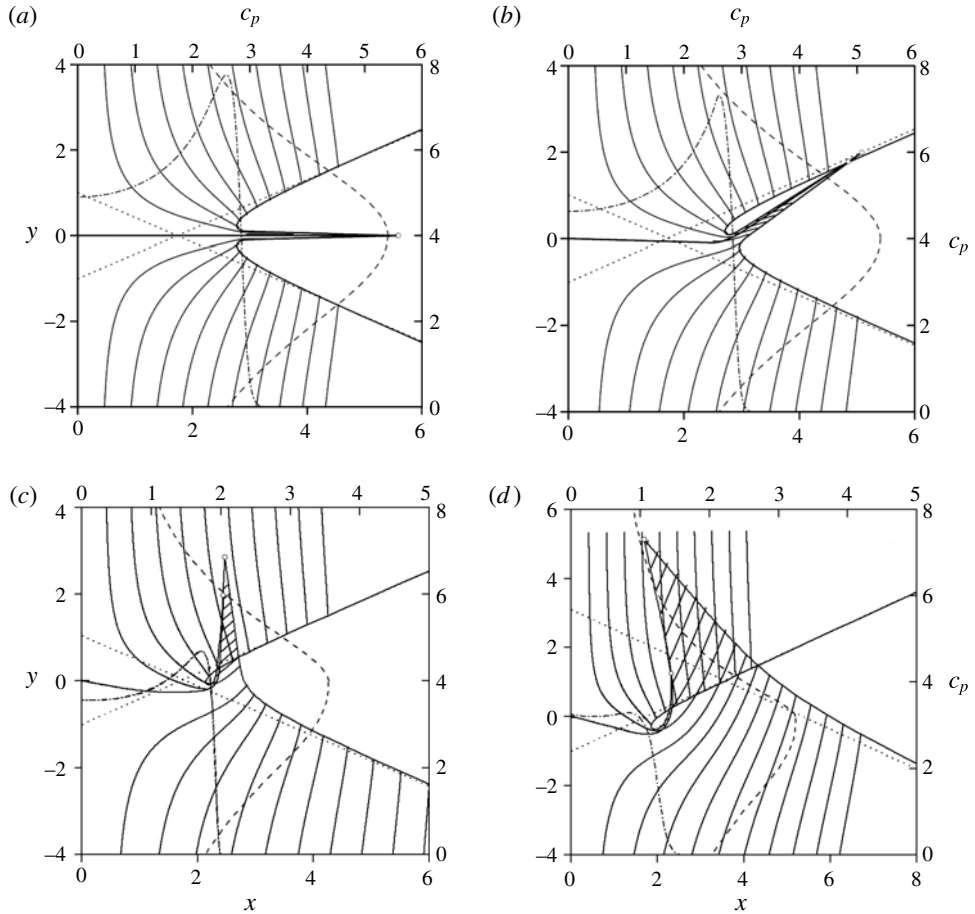 (a) c_p (b) c_p
0 1 2 3 4 5 6 0 1 2 3 4 5 6
4 8 4 8
2 6 2 6
y 0 4 0 4 c_p
–2 2 –2 2
–4 0 –4 0
0 2 4 6 0 2 4 6
(c) 0 1 2 3 4 5 (d) 0 1 2 3 4 5
4 8 6 8
2 6 4 6
2
y 0 4 4 c_p
0
–2 2 2
–2
–4 0 –4 0
0 2 4 6 0 2 4 6 8
x x